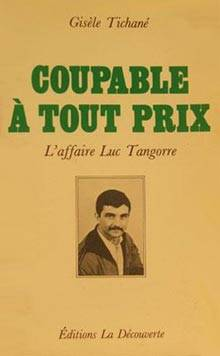 Gisèle Tichané
COUPABLE
À TOUT PRIX
L'affaire Luc Tangorre
Éditions La Découverte